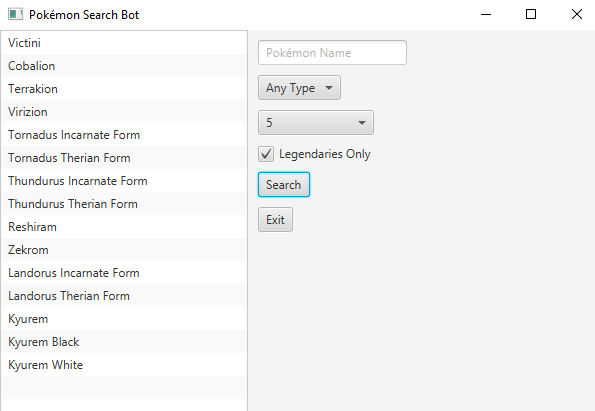 Pokémon Search Bot
Victini
Cobalion
Terrakion
Virizion
Tornadus Incarnate Form
Tornadus Therian Form
Thundurus Incarnate Form
Thundurus Therian Form
Reshiram
Zekrom
Landorus Incarnate Form
Landorus Therian Form
Kyurem
Kyurem Black
Kyurem White
Pokémon Name
Any Type
5
Legendaries Only
Search
Exit